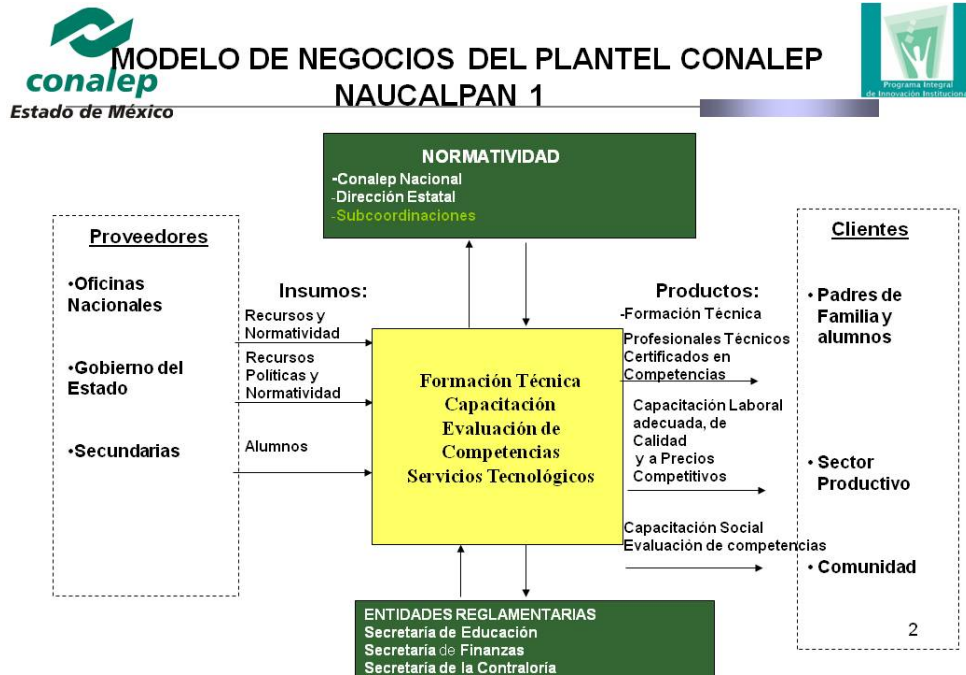 conalep
Estado de México
MODELO DE NEGOCIOS DEL PLANTEL CONALEP
NAUCALPAN 1
Programa Integral
de Innovación Institucional
NORMATIVIDAD
-Conalep Nacional
-Dirección Estatal
-Subcoordinaciones
Proveedores
•Oficinas
Nacionales
•Gobierno del
Estado
•Secundarias
Insumos:
Recursos y
Normatividad
Recursos
Políticas y
Normatividad
Alumnos
Formación Técnica
Capacitación
Evaluación de
Competencias
Servicios Tecnológicos
Productos:
-Formación Técnica
Profesionales Técnicos
Certificados en
Competencias
Capacitación Laboral
adecuada, de
Calidad
y a Precios
Competitivos
Capacitación Social
Evaluación de competencias
Clientes
• Padres de
Familia y
alumnos
• Sector
Productivo
• Comunidad
2
ENTIDADES REGLAMENTARIAS
Secretaría de Educación
Secretaría de Finanzas
Secretaría de la Contraloría